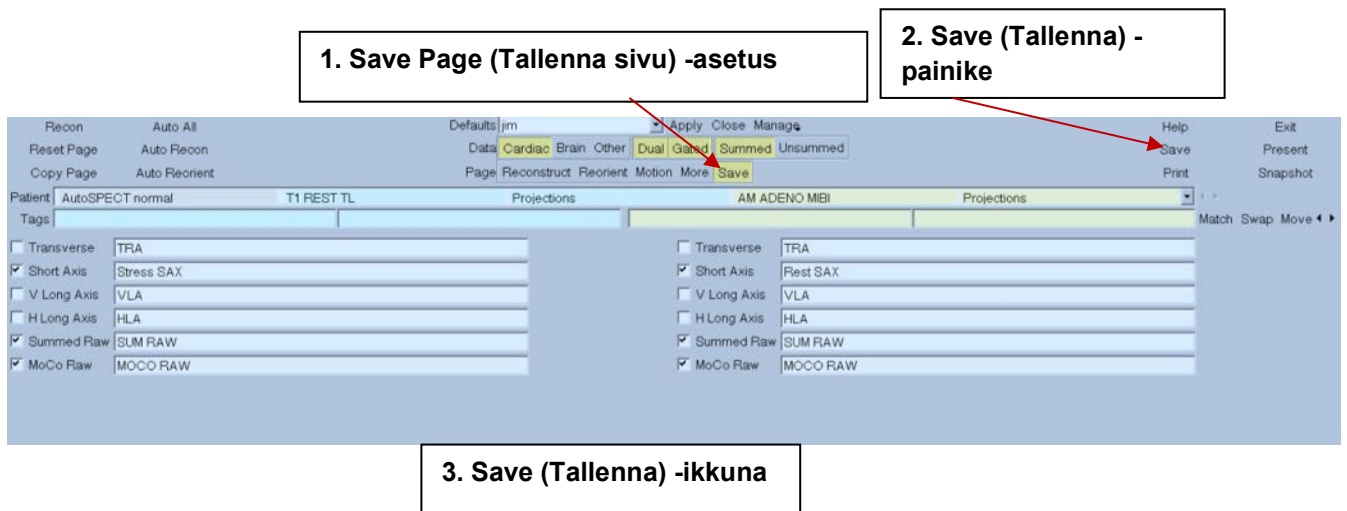 1. Save Page (Tallenna sivu) -asetus
2. Save (Tallenna) -
painike
Recon Auto All Defaults jim Apply Close Manage Help Exit
Reset Page Auto Recon Data Cardiac Brain Other Dual Gated Summed Unsummed Save Present
Copy Page Auto Reorient Page Reconstruct Reorient Motion More Save Print Snapshot
Patient AutoSPECT normal T1 REST TL Projections AM ADENO MIBI Projections
Tags Match Swap Move
Transverse TRA Transverse TRA
Short Axis Stress SAX Short Axis Rest SAX
V Long Axis VLA V Long Axis VLA
H Long Axis HLA H Long Axis HLA
Summed Raw SUM RAW Summed Raw SUM RAW
MoCo Raw MOCO RAW MoCo Raw MOCO RAW
3. Save (Tallenna) -ikkuna